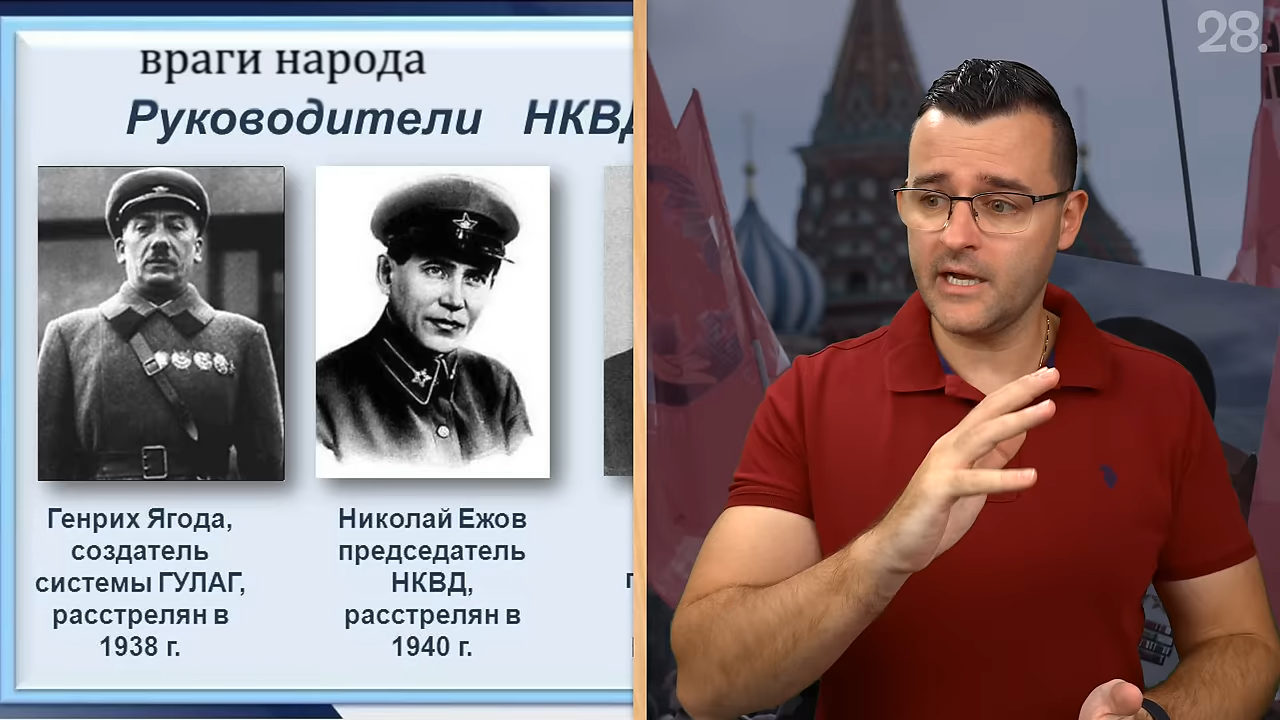 враги народа
Руководители НКВД
Генрих Ягода,
создатель
системы ГУЛАГ,
расстрелян в
1938 г.
Николай Ежов
председатель
НКВД,
расстрелян в
1940 г.
28.